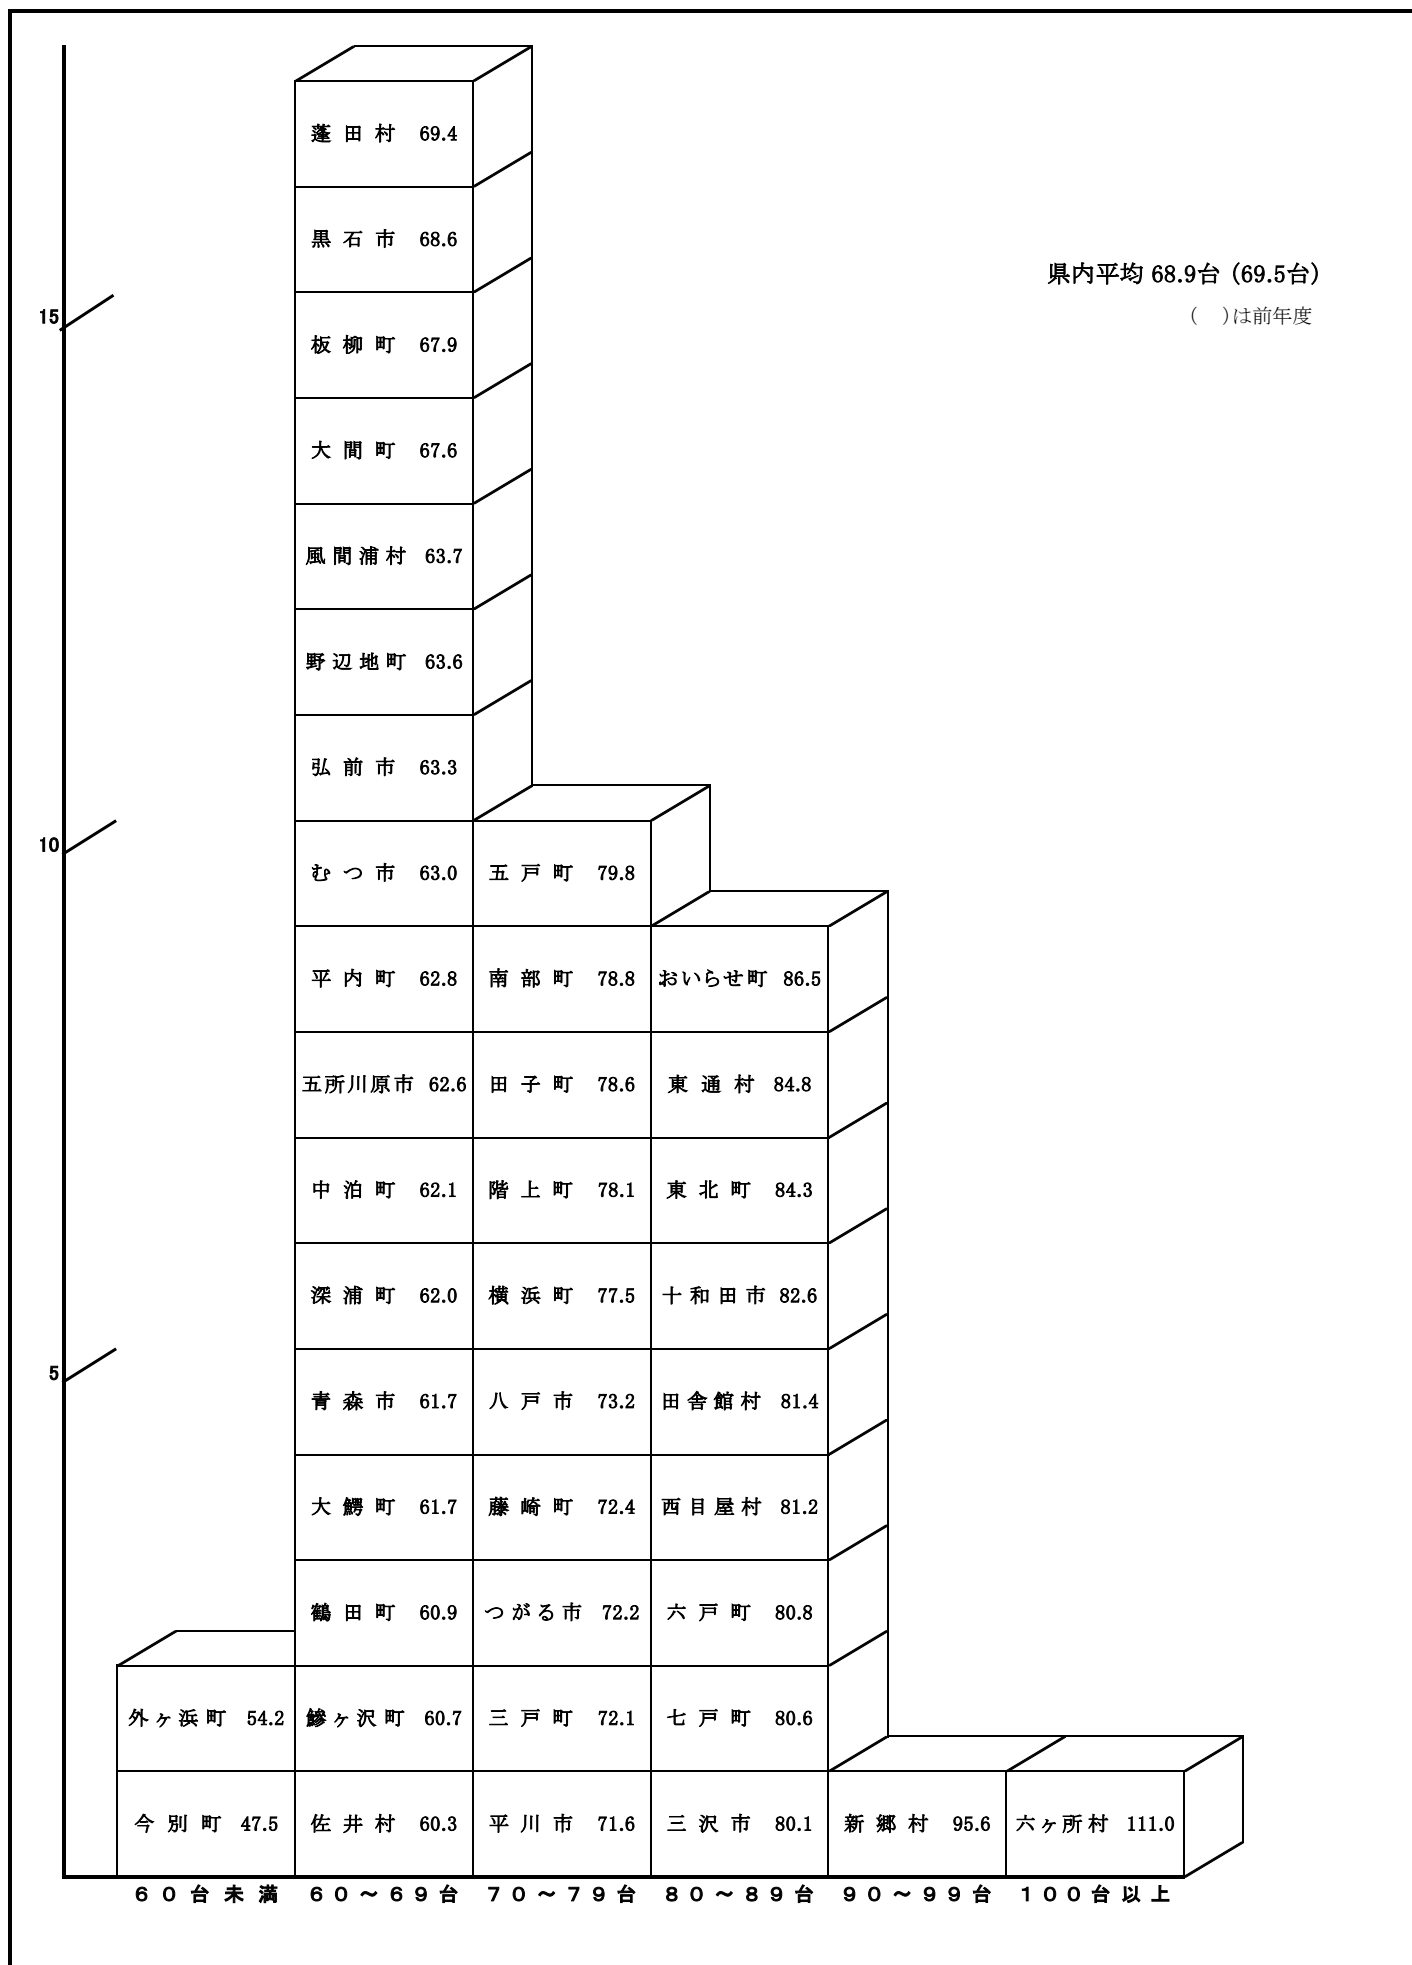 蓬田村 69.4
黒石市 68.6
県内平均 68.9台 (69.5台)
( )は前年度
15
板柳町 67.9
大間町 67.6
風間浦村 63.7
野辺地町 63.6
弘前市 63.3
10
むつ市 63.0 五戸町 79.8
平内町 62.8 南部町 78.8 おいらせ町 86.5
五所川原市 62.6 田子町 78.6 東通村 84.8
中泊町 62.1 階上町 78.1 東北町 84.3
深浦町 62.0 横浜町 77.5 十和田市 82.6
5
青森市 61.7 八戸市 73.2 田舎館村 81.4
大鰐町 61.7 藤崎町 72.4 西目屋村 81.2
鶴田町 60.9 つがる市 72.2 六戸町 80.8
外ヶ浜町 54.2 鰺ヶ沢町 60.7 三戸町 72.1 七戸町 80.6
今別町 47.5 佐井村 60.3 平川市 71.6 三沢市 80.1 新郷村 95.6 六ヶ所村 111.0
60台未満 60～69台 70～79台 80～89台 90～99台 100台以上